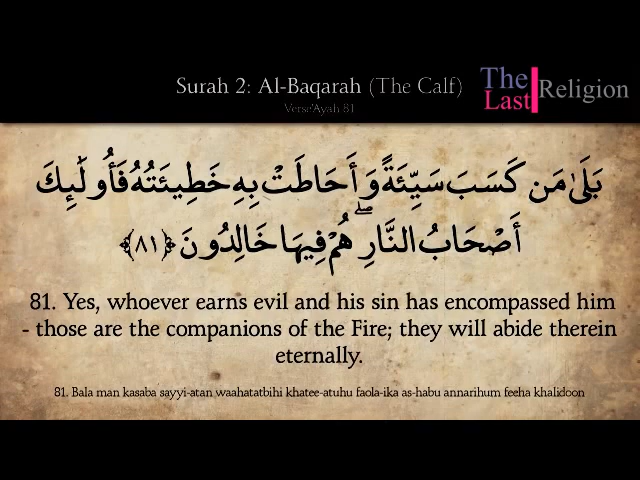 Surah 2: Al-Baqarah (The Calf)
The Last Religion
Verse'Ayah 81
بَلَىٰ مَن كَسَبَ سَيِّئَةً وَأَحَاطَتْ بِهِ خَطِيئَتُهُ فَأُولَٰئِكَ
أَصْحَابُ النَّارِ ۖ هُمْ فِيهَا خَالِدُونَ ﴿٨١﴾
81. Yes, whoever earns evil and his sin has encompassed him
- those are the companions of the Fire; they will abide therein
eternally.
81. Bala man kasaba sayyi-atan waahatatbihi khatee-atuhu faola-ika as-habu annarihum feeha khalidoon